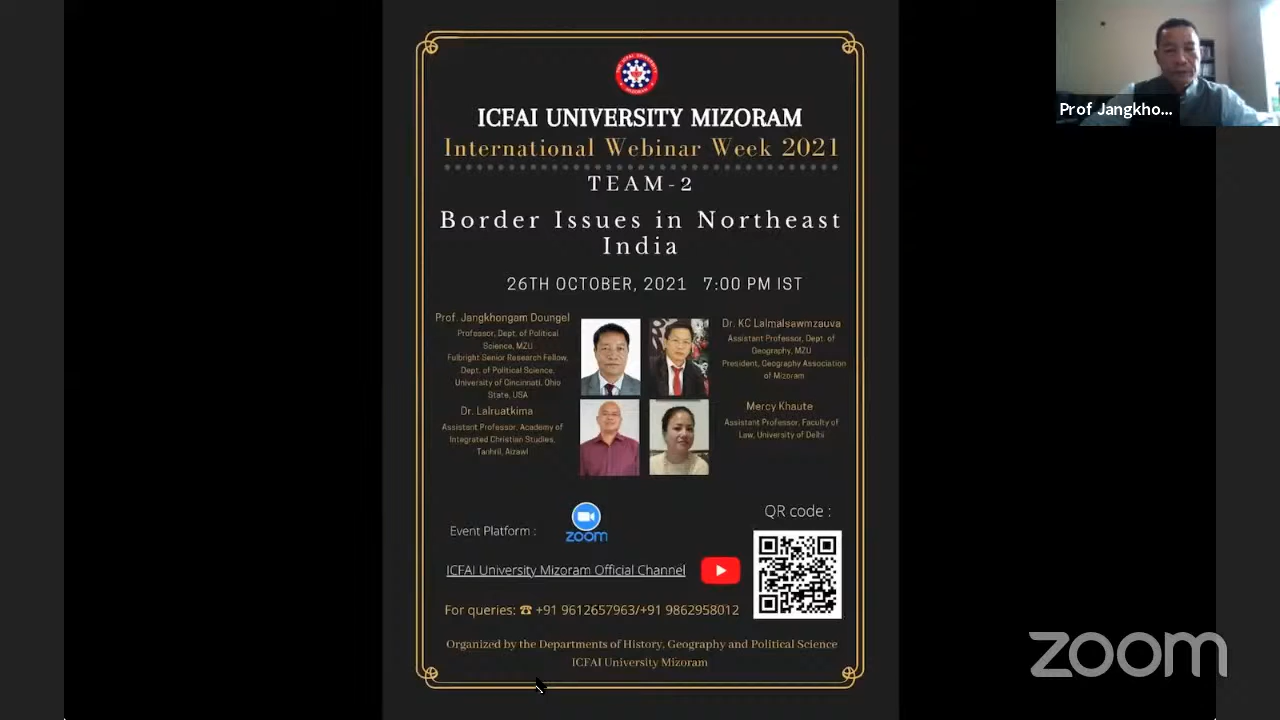 ICFAI UNIVERSITY MIZORAM
International Webinar Week 2021
TEAM-2
Border Issues in Northeast
India
26TH OCTOBER, 2021 7:00 PM IST
Prof. Jangkhongam Doungel
Professor, Dept. of Political
Science, MZU
Fulbright Senior Research Fellow,
Dept. of Political Science,
University of Cincinnati, Ohio
State, USA
Dr. KC Lalmalsawmzauva
Assistant Professor, Dept. of
Geography, MZU
President, Geography Association
of Mizoram
Dr. Lalruatkima
Assistant Professor, Academy of
Integrated Christian Studies,
Tanhril, Aizawl
Mercy Khaute
Assistant Professor, Faculty of
Law, University of Delhi
Event Platform :
zoom
QR code :
ICFAI University Mizoram Official Channel
For queries: ☎ +91 9612657963/+91 9862958012
Organized by the Departments of History, Geography and Political Science
ICFAI University Mizoram
Prof Jangkho...
zoom